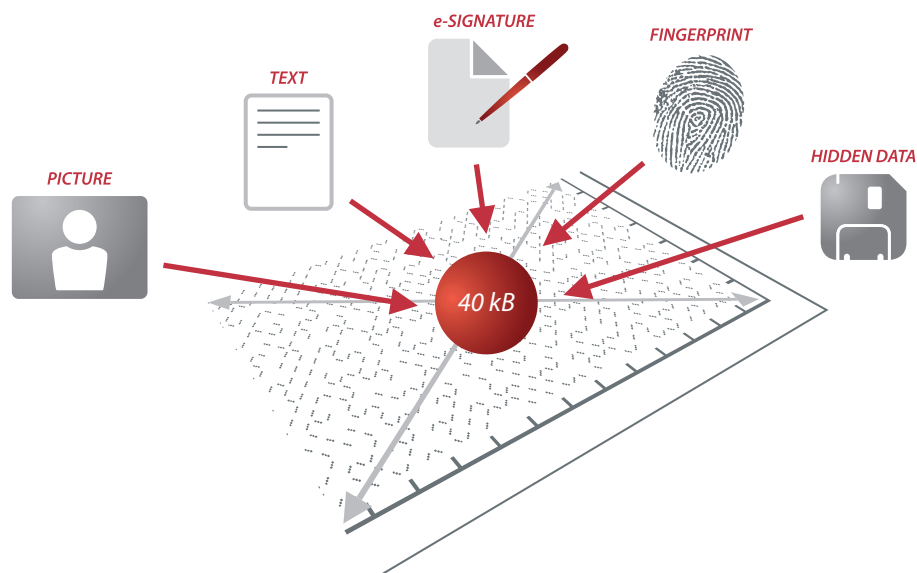 e-SIGNATURE
FINGERPRINT
TEXT
HIDDEN DATA
PICTURE
40 kB